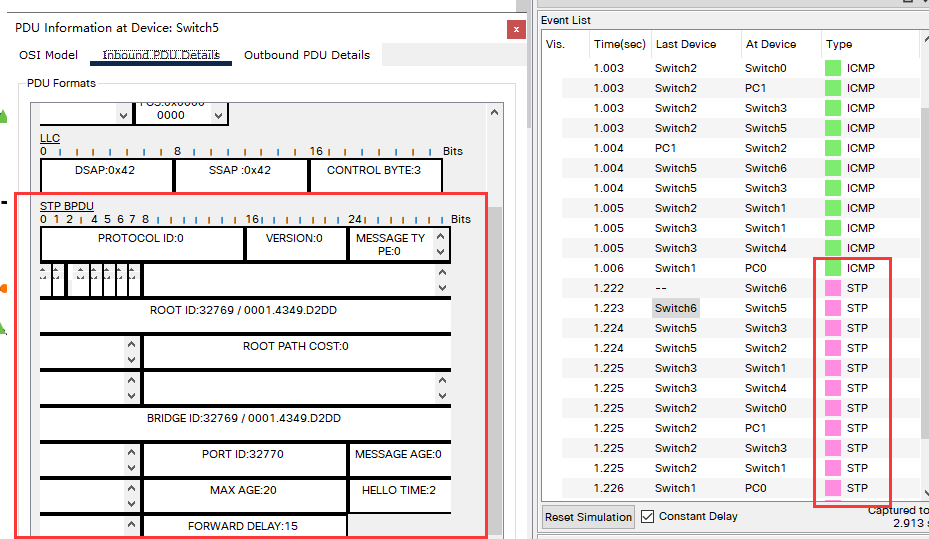 PDU Information at Device: Switch5
x
OSI Model Inbound PDU Details Outbound PDU Details
PDU Formats
0000
LLC
0 8 16 Bits
DSAP:0x42 SSAP :0x42 CONTROL BYTE:3
STP BPDU
0 1 2 4 5 6 7 8 16 24 Bits
PROTOCOL ID:0 VERSION:0 MESSAGE TY
PE:0
ROOT ID:32769 / 0001.4349.D2DD
ROOT PATH COST:0
BRIDGE ID:32769 / 0001.4349.D2DD
PORT ID:32770 MESSAGE AGE:0
MAX AGE:20 HELLO TIME:2
FORWARD DELAY:15
Event List
Vis. Time(sec) Last Device At Device Type
1.003 Switch2 Switch0 ICMP
1.003 Switch2 PC1 ICMP
1.003 Switch2 Switch3 ICMP
1.003 Switch2 Switch5 ICMP
1.004 PC1 Switch2 ICMP
1.004 Switch5 Switch6 ICMP
1.004 Switch5 Switch3 ICMP
1.005 Switch2 Switch1 ICMP
1.005 Switch3 Switch1 ICMP
1.005 Switch3 Switch4 ICMP
1.006 Switch1 PC0 ICMP
1.222 -- Switch6 STP
1.223 Switch6 Switch5 STP
1.224 Switch5 Switch3 STP
1.224 Switch5 Switch2 STP
1.225 Switch3 Switch1 STP
1.225 Switch3 Switch4 STP
1.225 Switch2 Switch0 STP
1.225 Switch2 PC1 STP
1.225 Switch2 Switch3 STP
1.225 Switch2 Switch1 STP
1.226 Switch1 PC0 STP
Reset Simulation Constant Delay Captured to
2.913 s